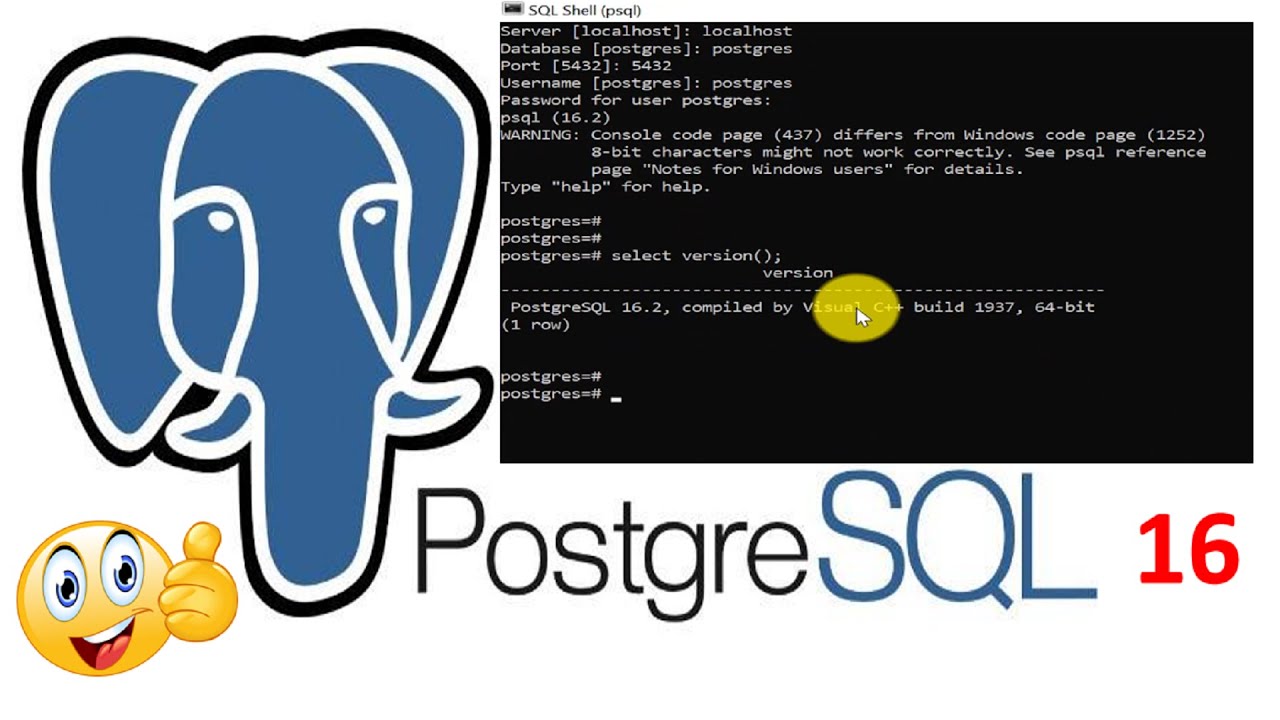 SQL Shell (psql)
Server [localhost]: localhost
Database [postgres]: postgres
Port [5432]: 5432
Username [postgres]: postgres
Password for user postgres:
psql (16.2)
WARNING: Console code page (437) differs from Windows code page (1252)
8-bit characters might not work correctly. See psql reference
page "Notes for Windows users" for details.
Type "help" for help.
postgres=#
postgres=#
postgres=# select version();
version
------------------------------------------------------------
PostgreSQL 16.2, compiled by Visual C++ build 1937, 64-bit
(1 row)
postgres=#
postgres=# _
PostgreSQL 16